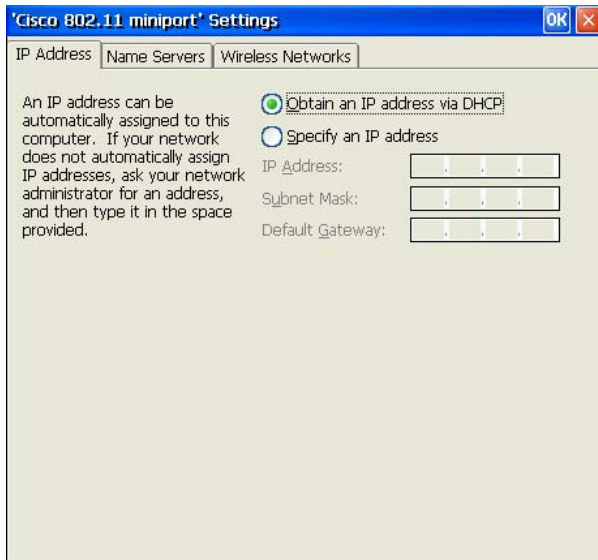 'Cisco 802.11 miniport' Settings
OK
IP Address
Name Servers
Wireless Networks
An IP address can be
automatically assigned to this
computer. If your network
does not automatically assign
IP addresses, ask your network
administrator for an address,
and then type it in the space
provided.
Obtain an IP address via DHCP
Specify an IP address
IP Address:
Subnet Mask:
Default Gateway: